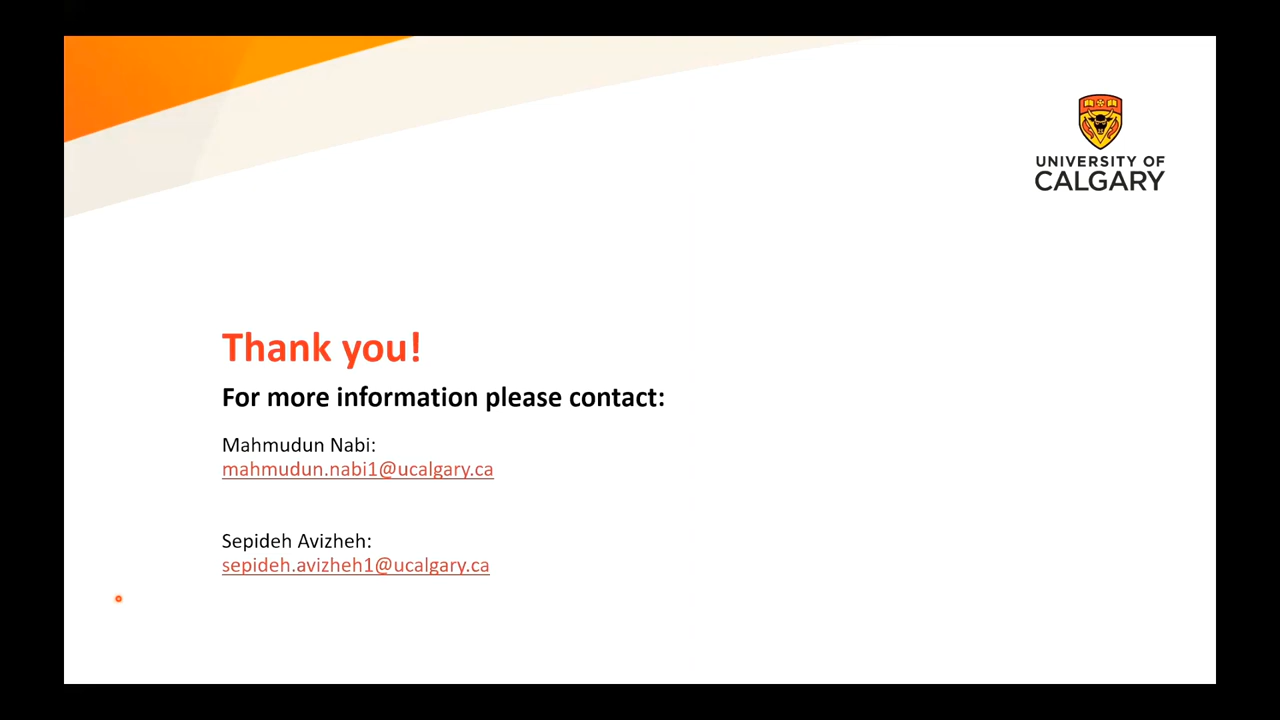 UNIVERSITY OF
CALGARY
Thank you!
For more information please contact:
Mahmudun Nabi:
mahmudun.nabi1@ucalgary.ca
Sepideh Avizheh:
sepideh.avizheh1@ucalgary.ca